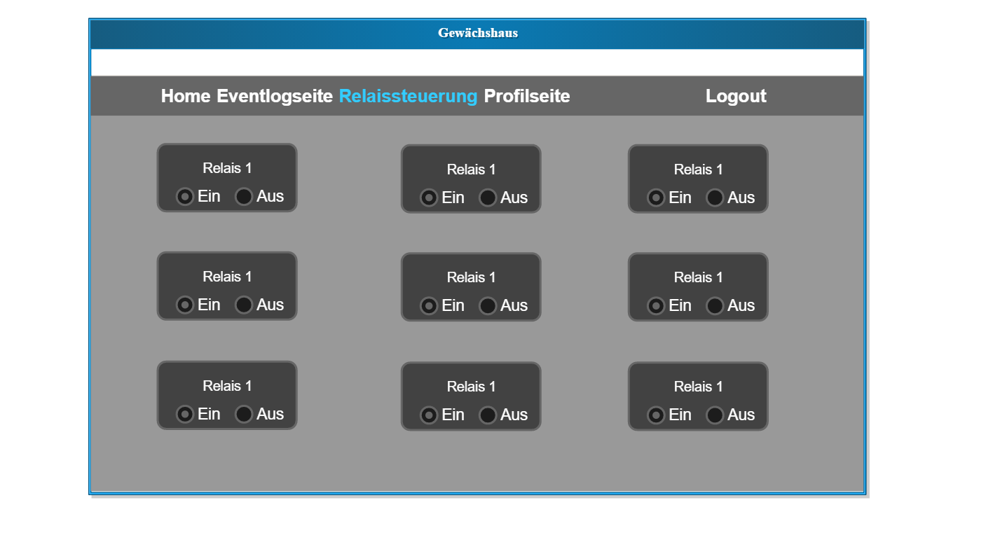 Gewächshaus
Home Eventlogseite Relaissteuerung Profilseite Logout
Relais 1 Relais 1 Relais 1
Ein Aus Ein Aus Ein Aus
Relais 1 Relais 1 Relais 1
Ein Aus Ein Aus Ein Aus
Relais 1 Relais 1 Relais 1
Ein Aus Ein Aus Ein Aus